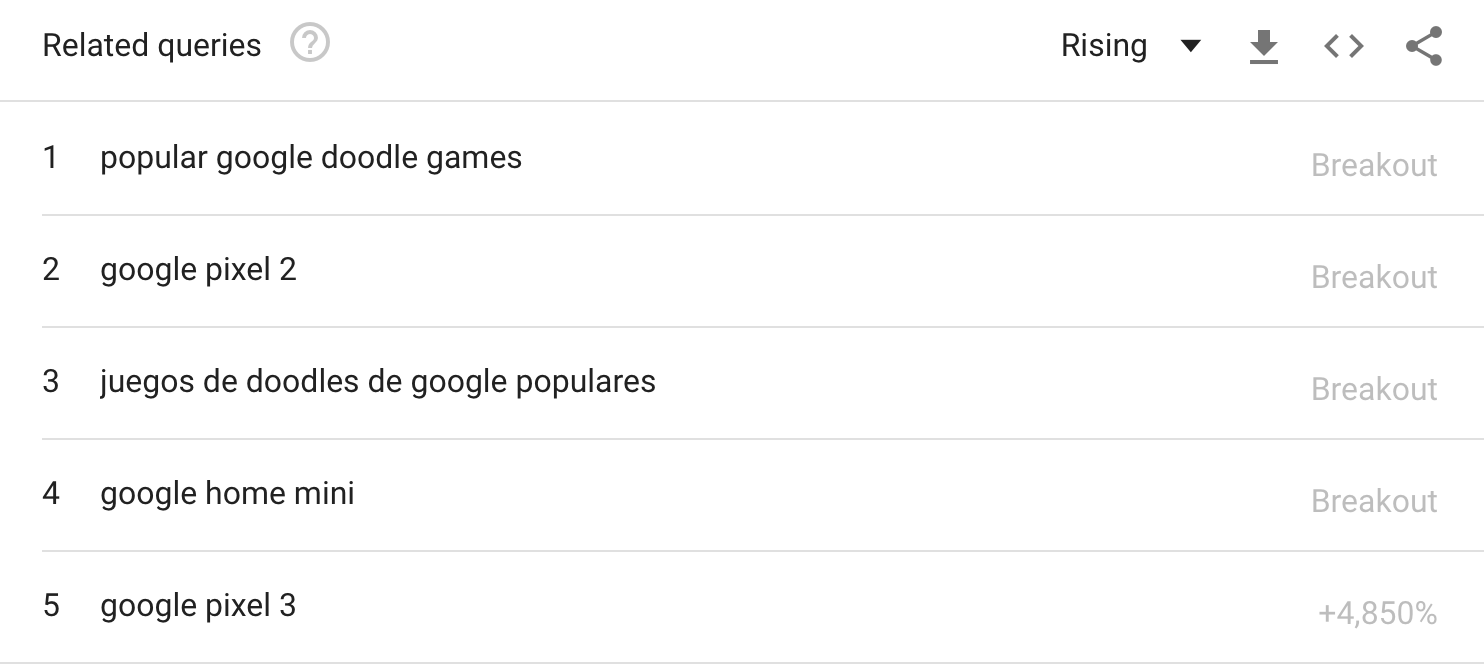 Related queries ? Rising
1 popular google doodle games Breakout
2 google pixel 2 Breakout
3 juegos de doodles de google populares Breakout
4 google home mini Breakout
5 google pixel 3 +4,850%